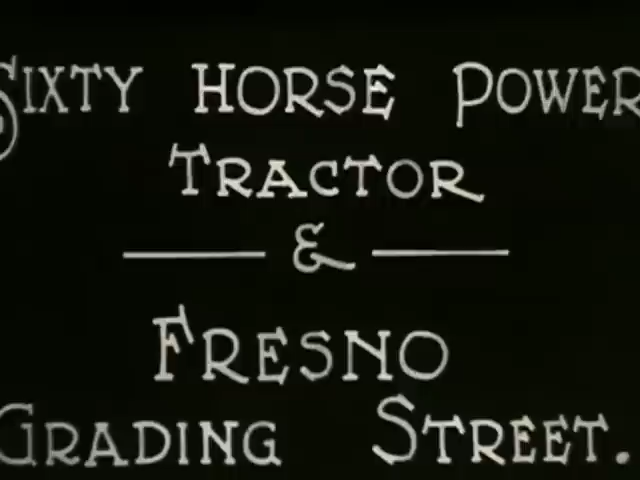 SIXTY HORSE POWER
TRACTOR
&
FRESNO
GRADING STREET.